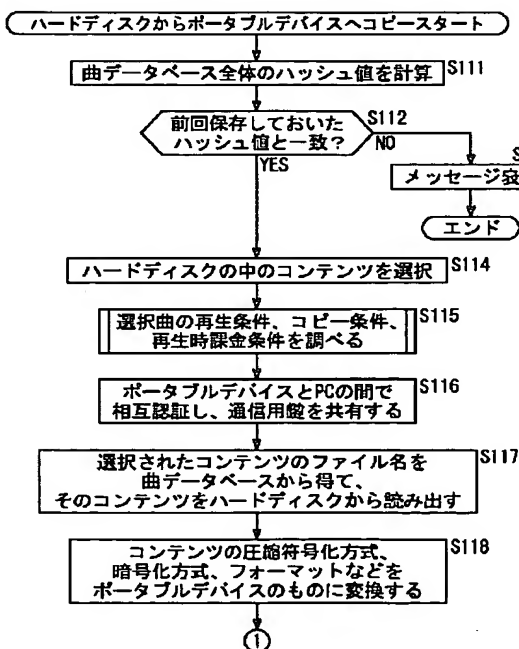 ハードディスクからポータブルデバイスへコピースタート
曲データベース全体のハッシュ値を計算
S111
前回保存しておいた
ハッシュ値と一致？
S112
NO
YES
S
メッセージ
エンド
ハードディスクの中のコンテンツを選択
S114
選択曲の再生条件、コピー条件、
再生時課金条件を調べる
S115
ポータブルデバイスとPCの間で
相互認証し、通信用鍵を共有する
S116
選択されたコンテンツのファイル名を
曲データベースから得て、
そのコンテンツをハードディスクから読み出す
S117
コンテンツの圧縮符号化方式、
暗号化方式、フォーマットなどを
ポータブルデバイスのものに変換する
S118
①